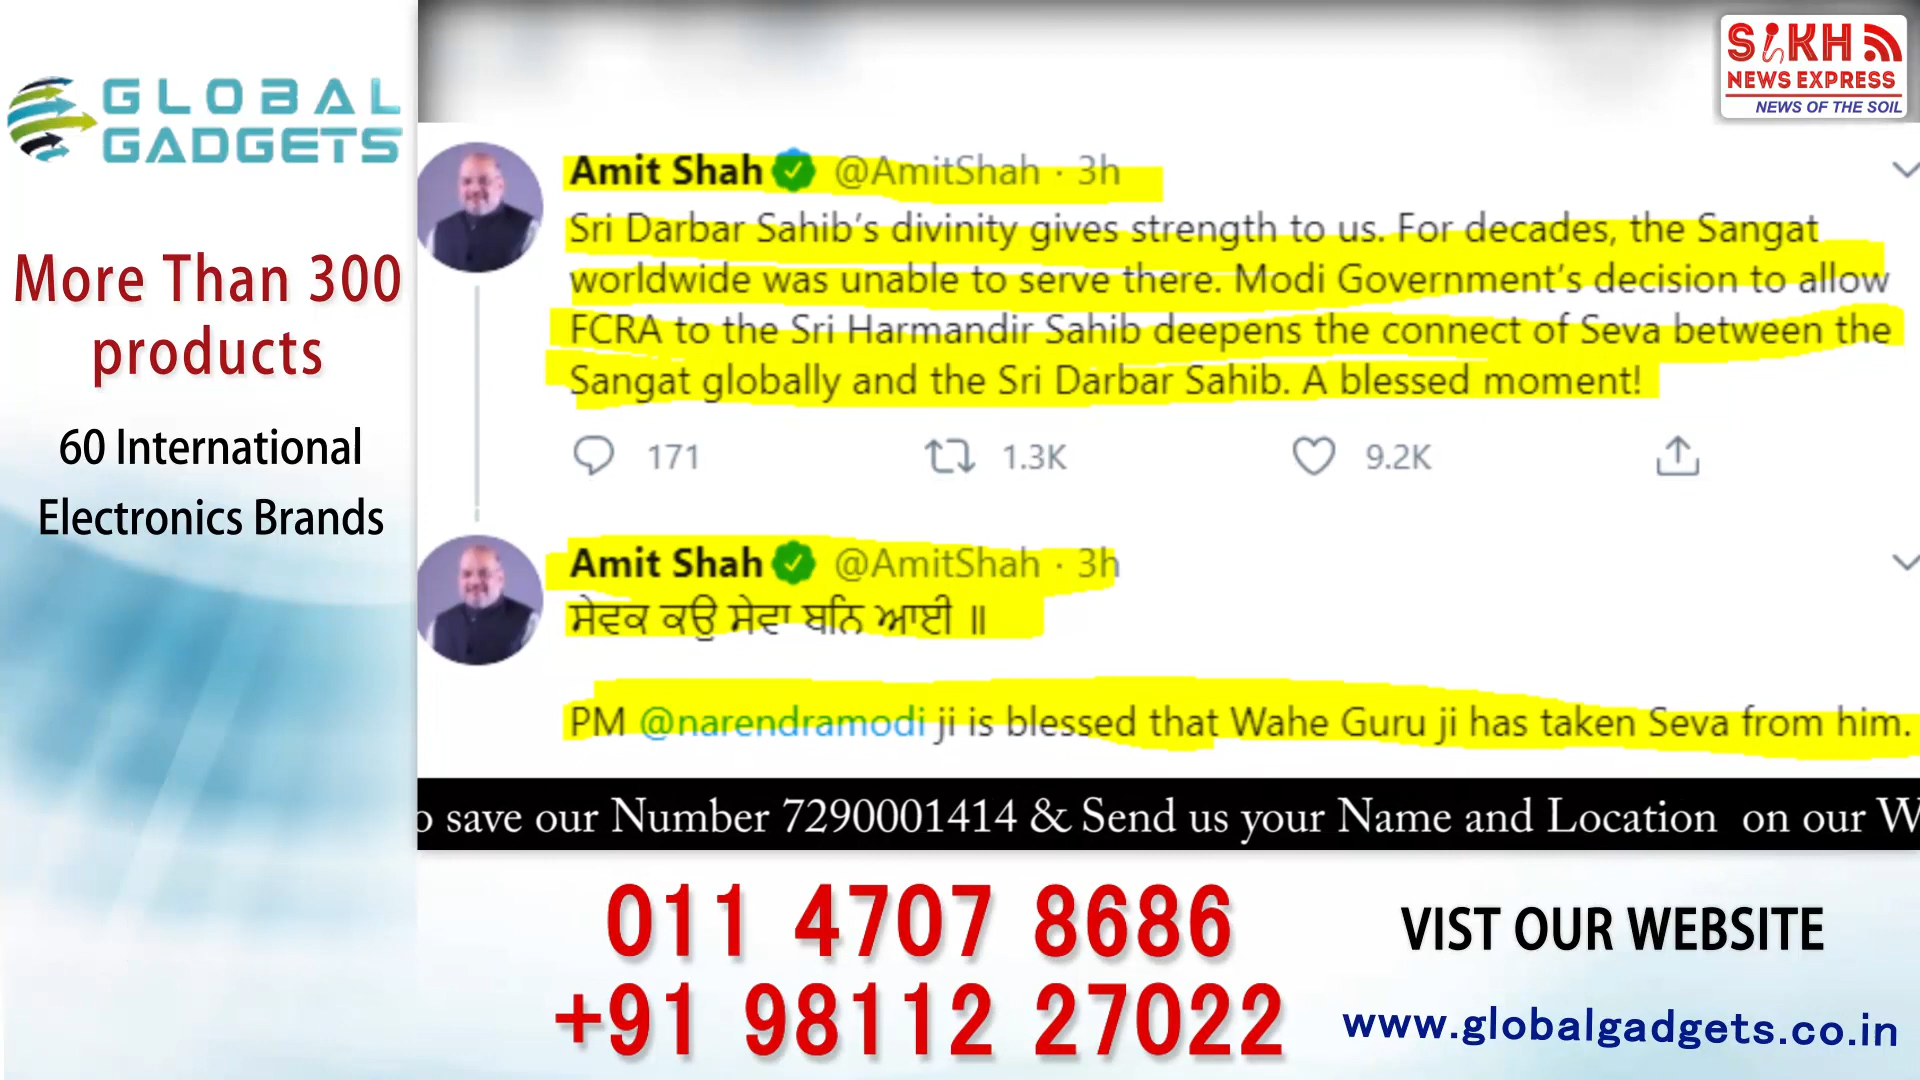 GLOBAL
GADGETS
More Than 300
products
60 International
Electronics Brands
SiKH
NEWS EXPRESS
NEWS OF THE SOIL
Amit Shah @AmitShah · 3h
Sri Darbar Sahib's divinity gives strength to us. For decades, the Sangat
worldwide was unable to serve there. Modi Government's decision to allow
FCRA to the Sri Harmandir Sahib deepens the connect of Seva between the
Sangat globally and the Sri Darbar Sahib. A blessed moment!
171 1.3K 9.2K
Amit Shah @AmitShah · 3h
ਸੇਵਕ ਕਉ ਸੇਵਾ ਬਨਿ ਆਈ ॥
PM @narendramodi ji is blessed that Wahe Guru ji has taken Seva from him.
o save our Number 7290001414 & Send us your Name and Location on our W
011 4707 8686
+91 98112 27022
VIST OUR WEBSITE
www.globalgadgets.co.in